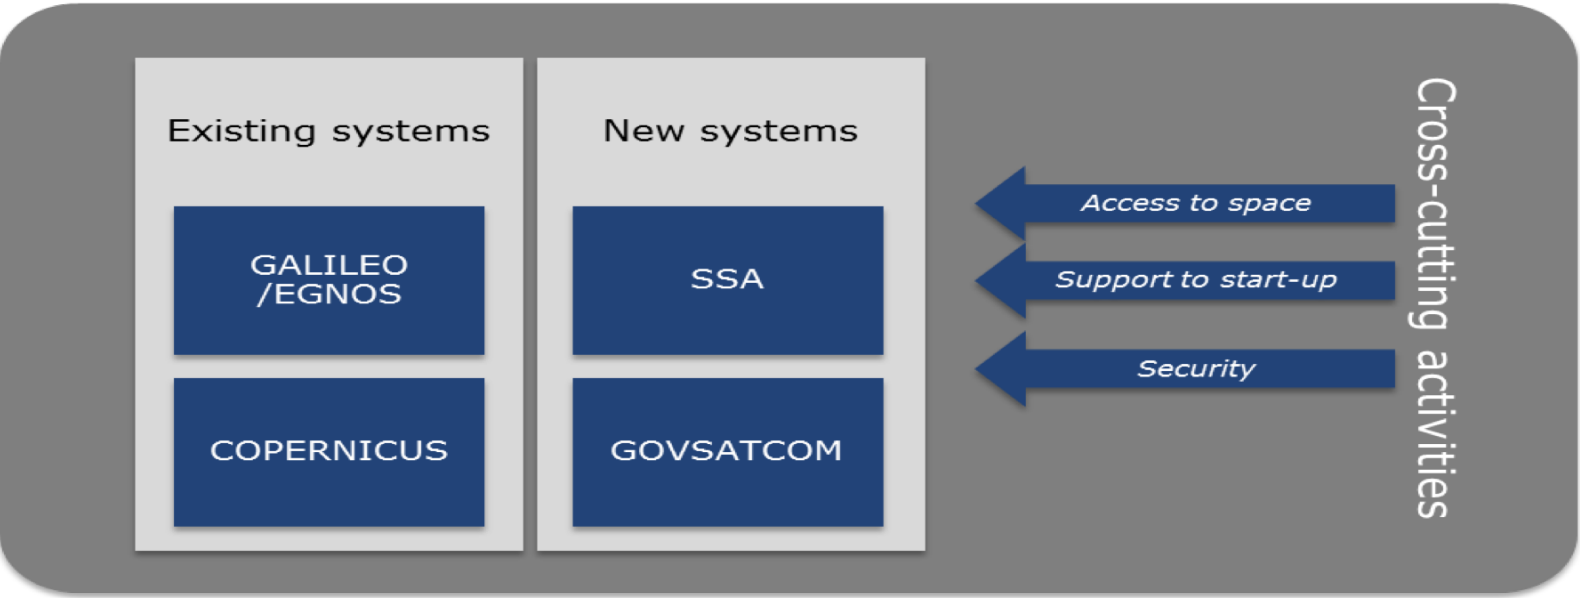 Existing systems
GALILEO
/EGNOS
COPERNICUS
New systems
SSA
GOVSATCOM
Access to space
Support to start-up
Security
Cross-cutting activities